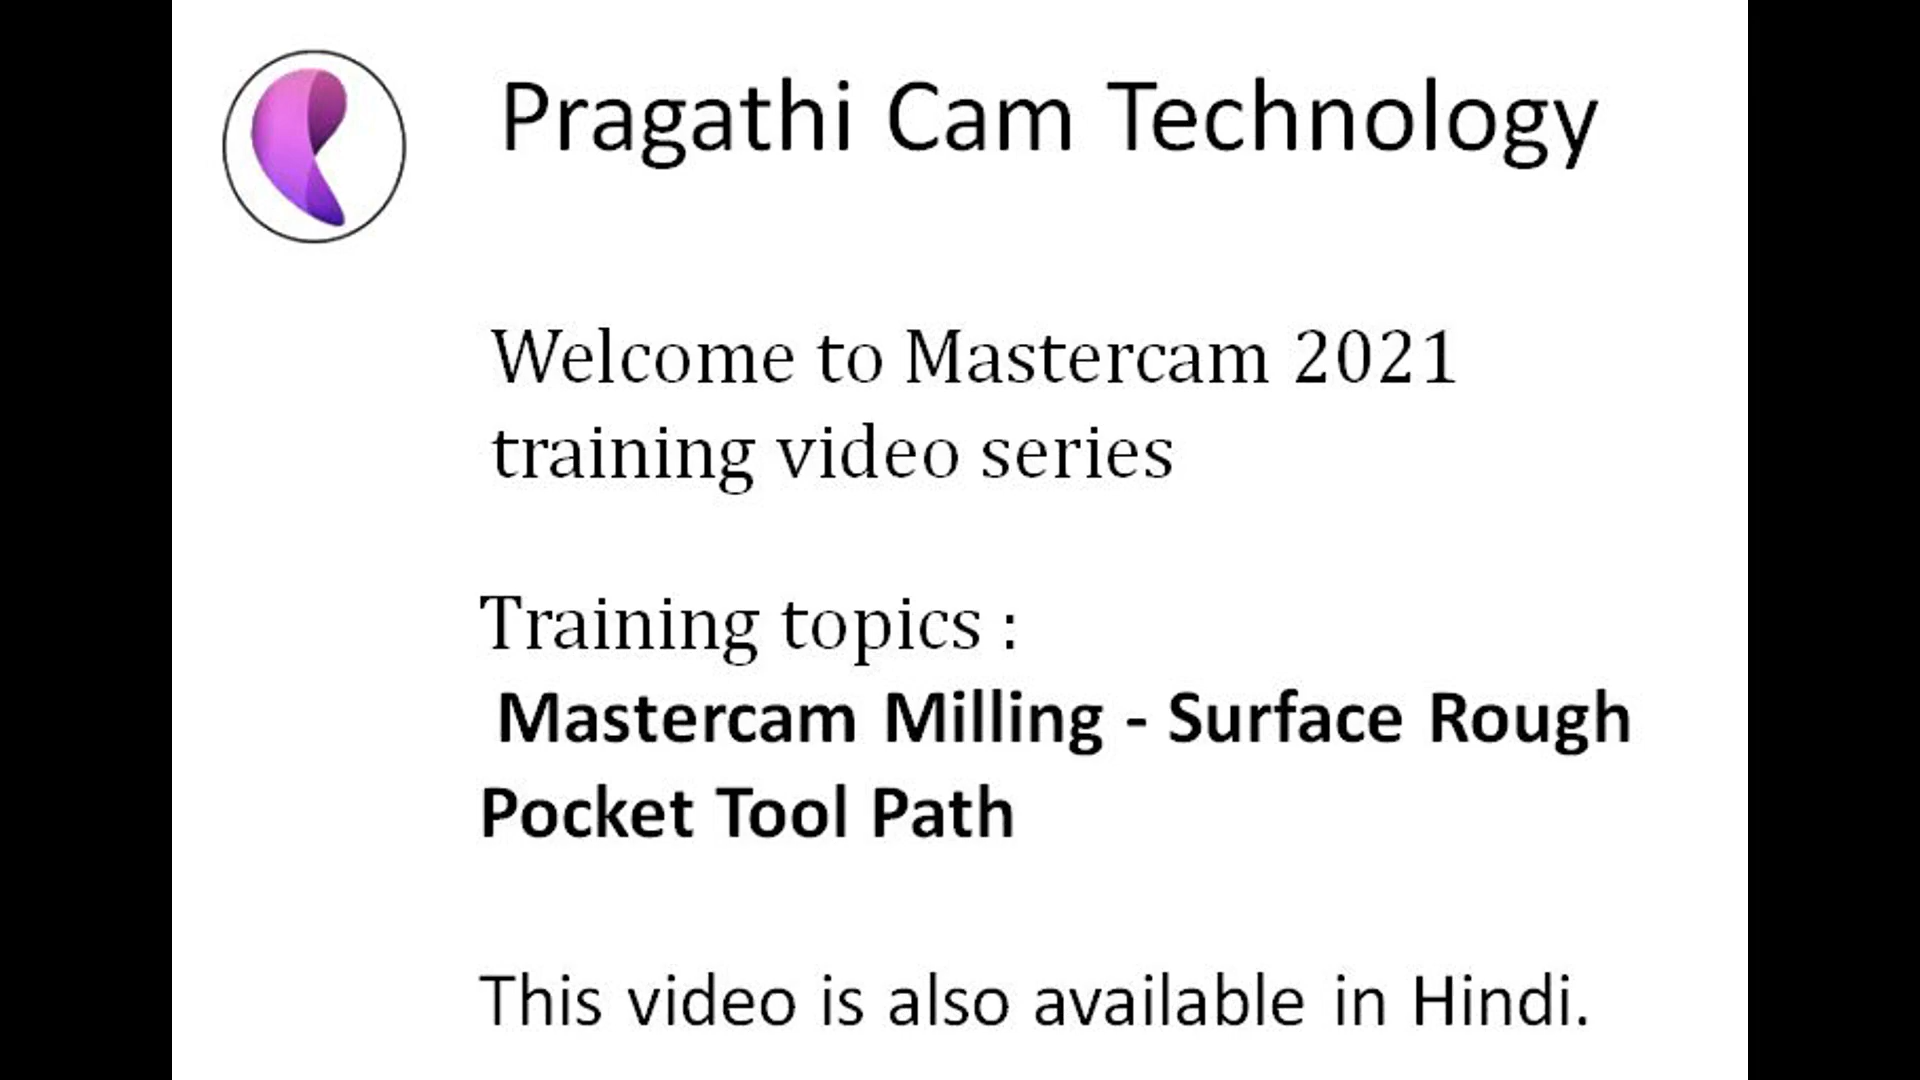 Pragathi Cam Technology
Welcome to Mastercam 2021
training video series
Training topics :
Mastercam Milling - Surface Rough
Pocket Tool Path
This video is also available in Hindi.